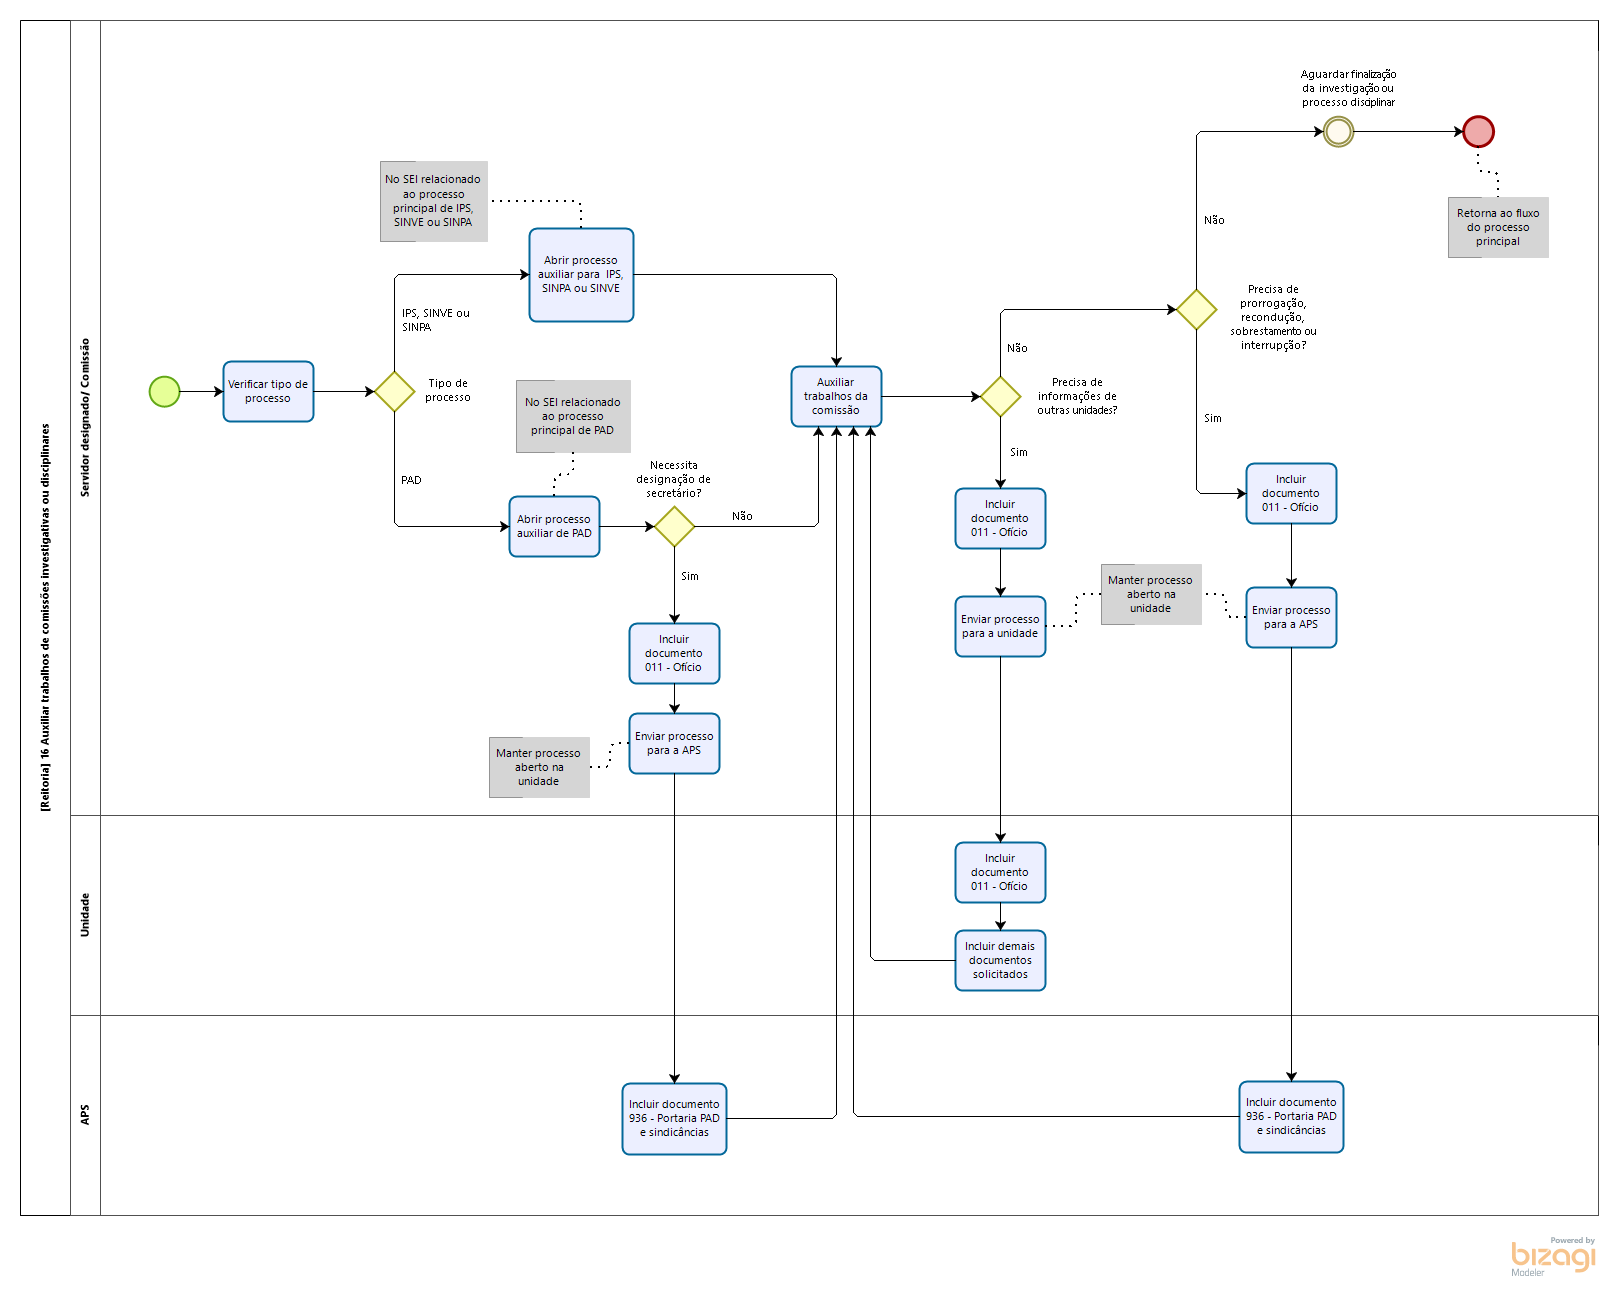 [Reitoria] 16 Auxiliar trabalhos de comissões investigativas ou disciplinares
Servidor designado/ Comissão
Verificar tipo de
processo
Tipo de
processo
IPS, SINVE ou
SINPA
PAD
No SEI relacionado
ao processo
principal de IPS,
SINVE ou SINPA
Abrir processo
auxiliar para  IPS,
SINPA ou SINVE
No SEI relacionado
ao processo
principal de PAD
Abrir processo
auxiliar de PAD
Necessita
designação de
secretário?
Não
Sim
Incluir
documento
011 - Ofício
Enviar processo
para a APS
Manter processo
aberto na
unidade
Auxiliar
trabalhos da
comissão
Precisa de
informações de
outras unidades?
Não
Sim
Incluir
documento
011 - Ofício
Enviar processo
para a unidade
Manter processo
aberto na
unidade
Precisa de
prorrogação,
recondução,
sobrestamento ou
interrupção?
Não
Sim
Incluir
documento
011 - Ofício
Enviar processo
para a APS
Aguardar finalização
da investigação ou
processo disciplinar
Retorna ao fluxo
do processo
principal
Unidade
Incluir
documento
011 - Ofício
Incluir demais
documentos
solicitados
APS
Incluir documento
936 - Portaria PAD
e sindicâncias
Incluir documento
936 - Portaria PAD
e sindicâncias
Powered by
bizagi
Modeler